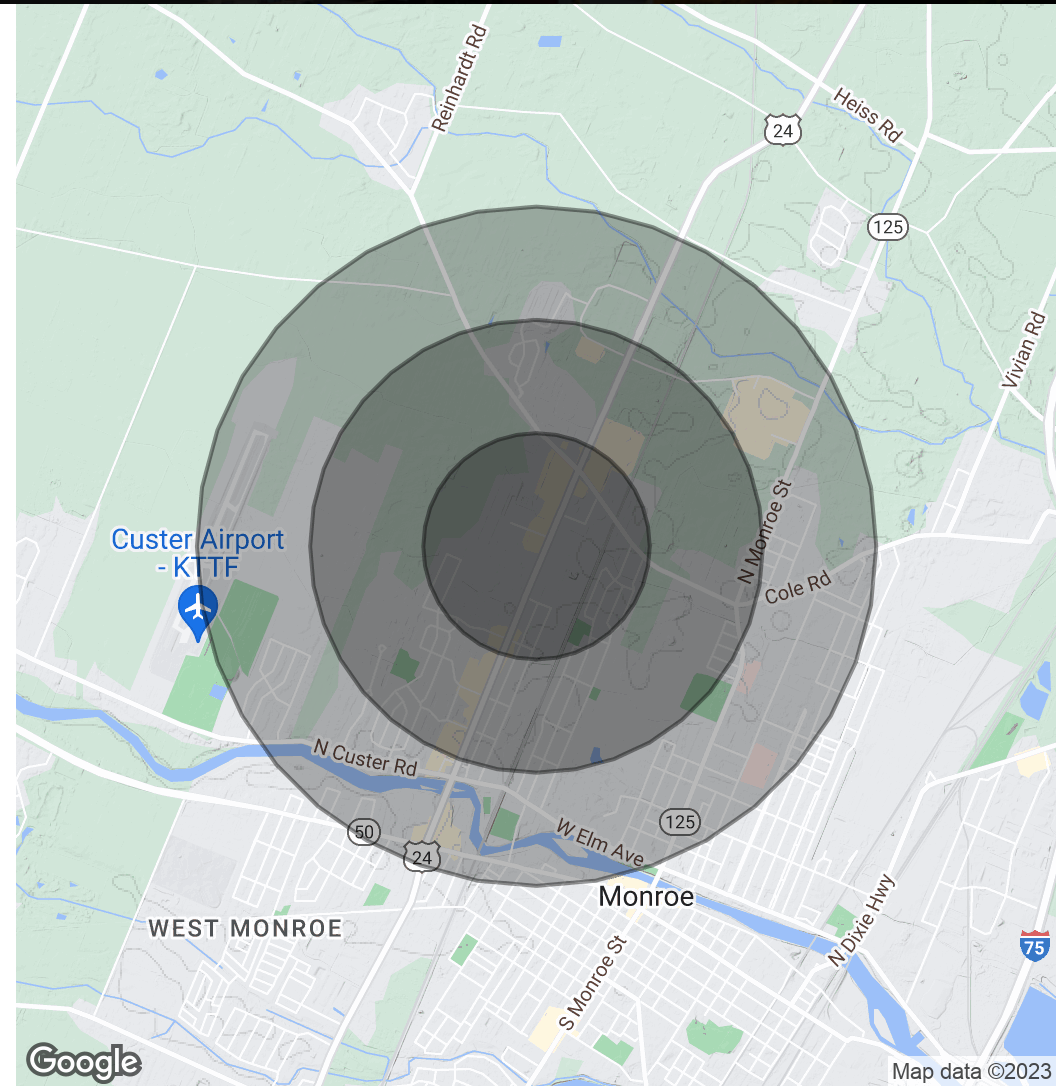 Reinhardt Rd
Heiss Rd
24
125
Vivian Rd
Custer Airport
- KTTF
N Monroe St
Cole Rd
N Custer Rd
50
125
W Elm Ave
24
Monroe
N Dixie Hwy
WEST MONROE
75
S Monroe St
Google
Map data ©2023